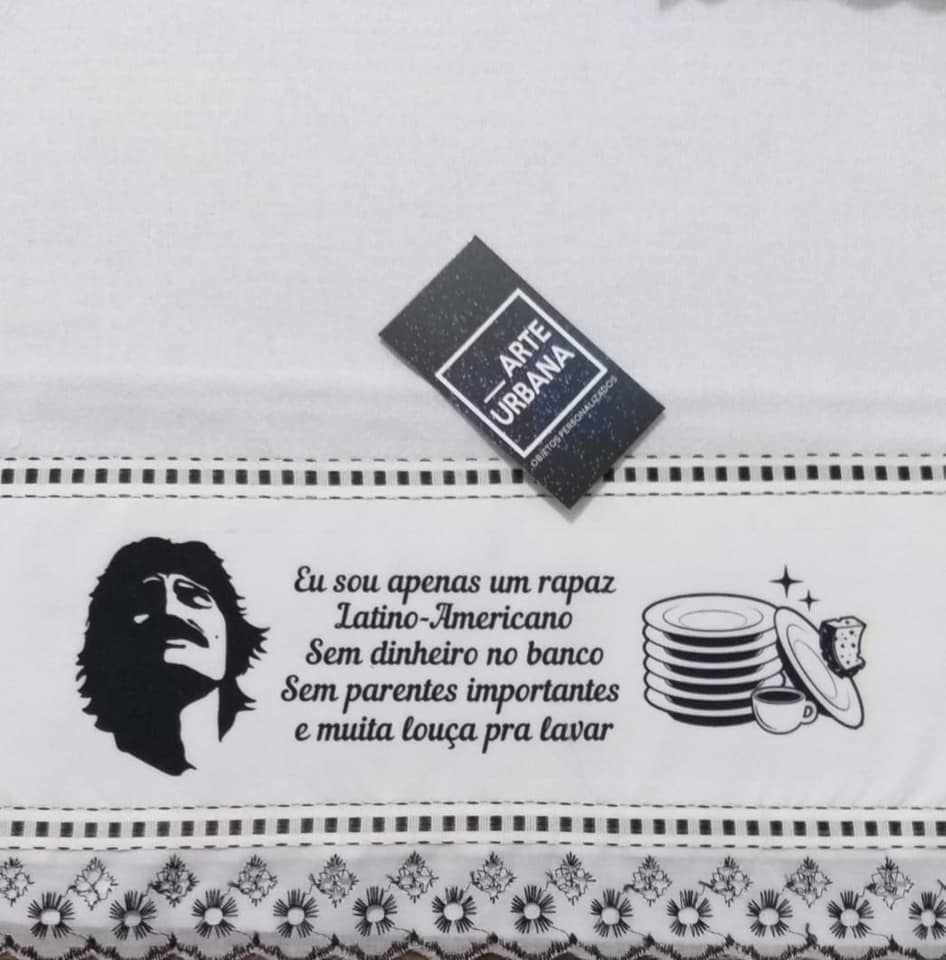 ARTE
URBANA
OBJETOS PERSONALIZADOS
Eu sou apenas um rapaz
Latino-Americano
Sem dinheiro no banco
Sem parentes importantes
e muita louça pra lavar